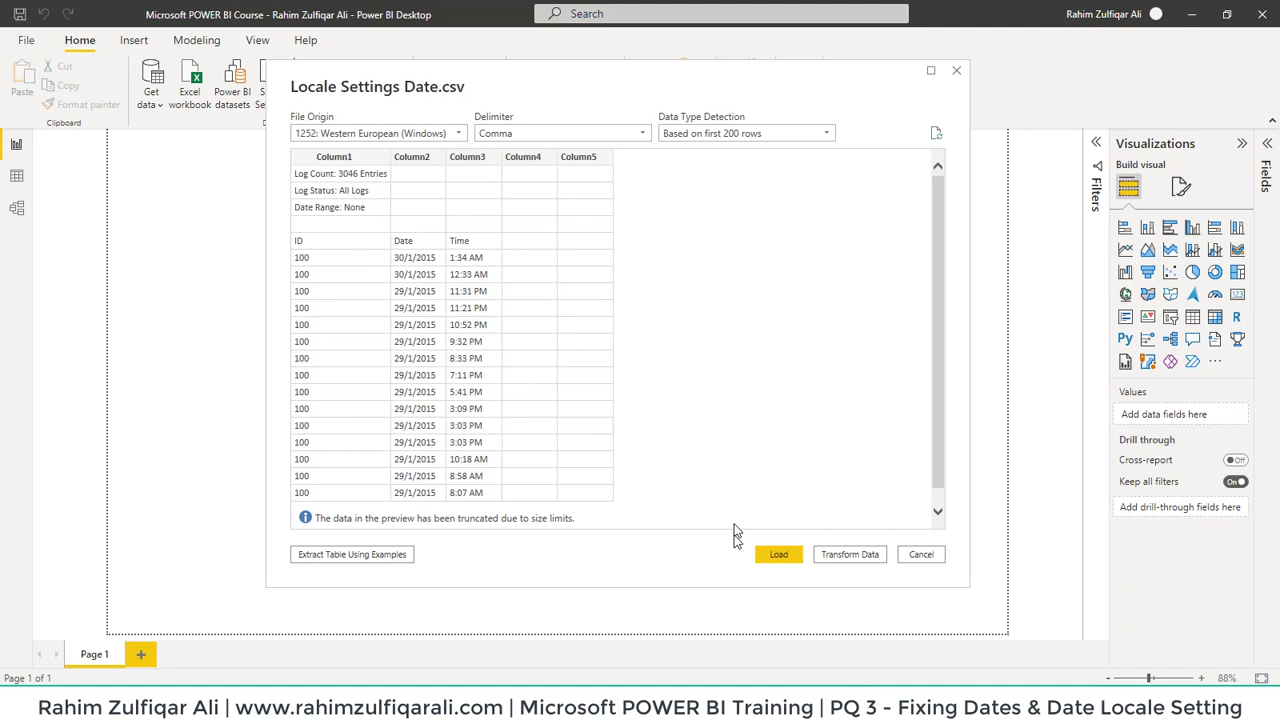 Microsoft POWER BI Course - Rahim Zulfiqar Ali - Power BI Desktop
Search
Rahim Zulfiqar Ali
File Home Insert Modeling View Help
Paste
Cut
Copy
Format painter
Clipboard
Get data
Excel workbook
Power BI datasets
Locale Settings Date.csv
File Origin Delimiter Data Type Detection
1252: Western European (Windows) Comma Based on first 200 rows
Column1 Column2 Column3 Column4 Column5
Log Count: 3046 Entries
Log Status: All Logs
Date Range: None
ID Date Time
100 30/1/2015 1:34 AM
100 30/1/2015 12:33 AM
100 29/1/2015 11:31 PM
100 29/1/2015 11:21 PM
100 29/1/2015 10:52 PM
100 29/1/2015 9:32 PM
100 29/1/2015 8:33 PM
100 29/1/2015 7:11 PM
100 29/1/2015 5:41 PM
100 29/1/2015 3:09 PM
100 29/1/2015 3:03 PM
100 29/1/2015 3:03 PM
100 29/1/2015 10:18 AM
100 29/1/2015 8:58 AM
100 29/1/2015 8:07 AM
The data in the preview has been truncated due to size limits.
Extract Table Using Examples Load Transform Data Cancel
Filters
Visualizations
Build visual
Fields
123
R
Py
Values
Add data fields here
Drill through
Cross-report Off
Keep all filters On
Add drill-through fields here
Page 1
Page 1 of 1
88%
Rahim Zulfiqar Ali | www.rahimzulfiqarali.com | Microsoft POWER BI Training | PQ 3 - Fixing Dates & Date Locale Setting